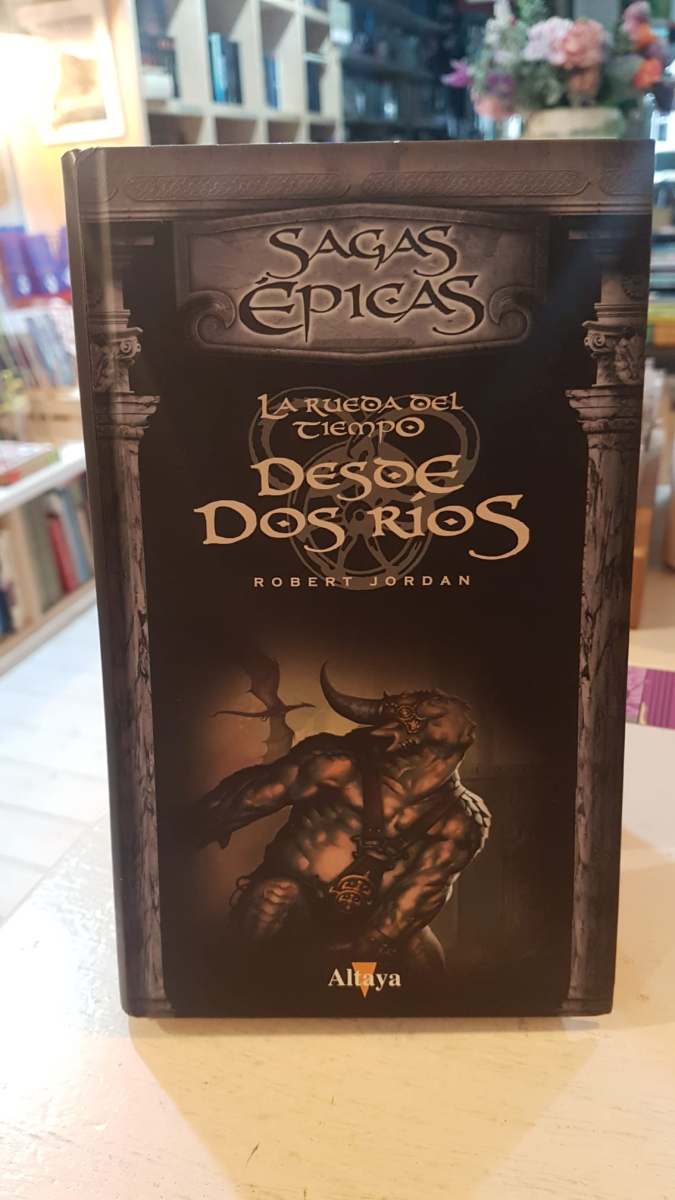 SAGAS
ÉPICAS
LA RUEDA DEL
TIEMPO
DESDE
DOS RÍOS
ROBERT JORDAN
Altaya